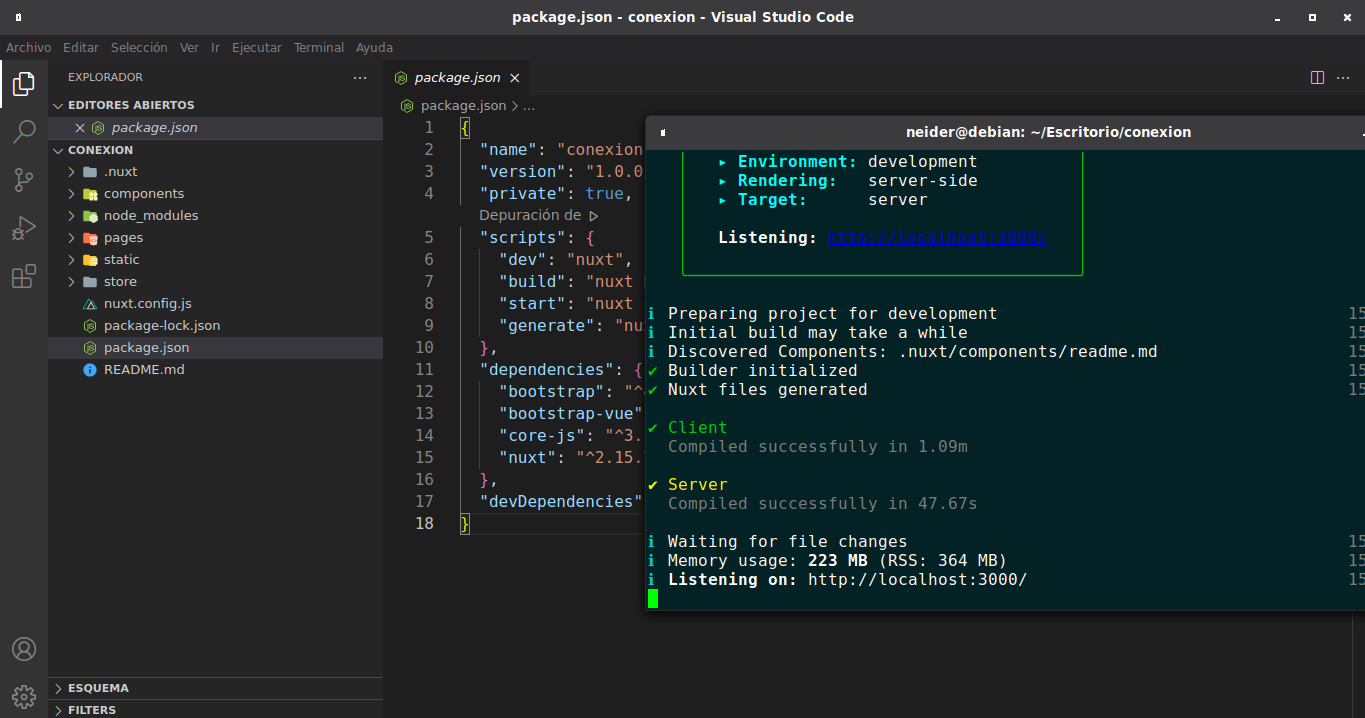 package.json - conexion - Visual Studio Code
Archivo Editar Selección Ver Ir Ejecutar Terminal Ayuda
EXPLORADOR
EDITORES ABIERTOS
package.json
CONEXION
.nuxt
components
node_modules
pages
static
store
nuxt.config.js
package-lock.json
package.json
README.md
ESQUEMA
FILTERS
package.json
package.json > ...
1 {
2 "name": "conexion
3 "version": "1.0.0
4 "private": true,
Depuración de
5 "scripts": {
6 "dev": "nuxt",
7 "build": "nuxt
8 "start": "nuxt
9 "generate": "nu
10 },
11 "dependencies": {
12 "bootstrap": "^
13 "bootstrap-vue"
14 "core-js": "^3.
15 "nuxt": "^2.15.
16 },
17 "devDependencies"
18 }
neider@debian: ~/Escritorio/conexion
▸ Environment: development
▸ Rendering: server-side
▸ Target: server
Listening: http://localhost:3000/
ℹ Preparing project for development 15
ℹ Initial build may take a while 15
ℹ Discovered Components: .nuxt/components/readme.md 15
✔ Builder initialized 15
✔ Nuxt files generated 15
✔ Client
Compiled successfully in 1.09m
✔ Server
Compiled successfully in 47.67s
ℹ Waiting for file changes 15
ℹ Memory usage: 223 MB (RSS: 364 MB) 15
ℹ Listening on: http://localhost:3000/ 15